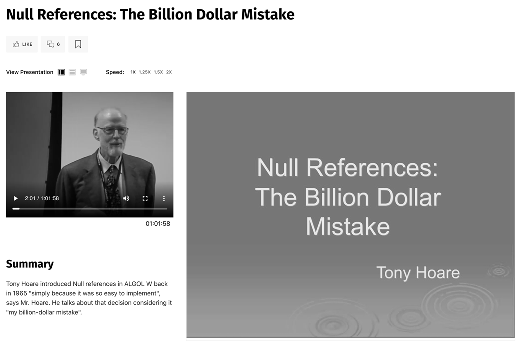 Null References: The Billion Dollar Mistake
LIKE
6
View Presentation
Speed: 1X 1.25X 1.5X 2X
2:01 / 1:01:58
01:01:58
Null References:
The Billion Dollar
Mistake
Tony Hoare
Summary
Tony Hoare introduced Null references in ALGOL W back
in 1965 "simply because it was so easy to implement",
says Mr. Hoare. He talks about that decision considering it
"my billion-dollar mistake".